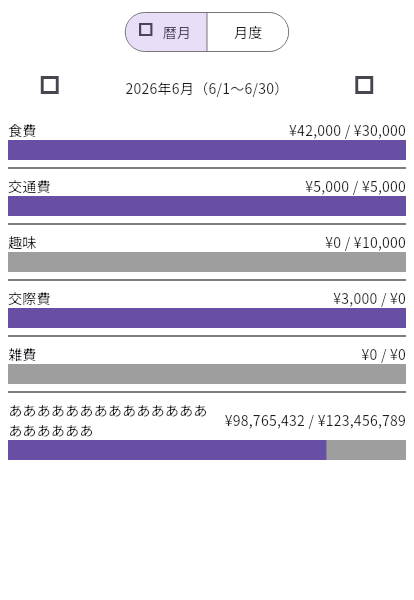 暦月 月度
2026年6月（6/1～6/30）
食費 ¥42,000 / ¥30,000
交通費 ¥5,000 / ¥5,000
趣味 ¥0 / ¥10,000
交際費 ¥3,000 / ¥0
雑費 ¥0 / ¥0
ああああああああああああああ
ああああああ ¥98,765,432 / ¥123,456,789